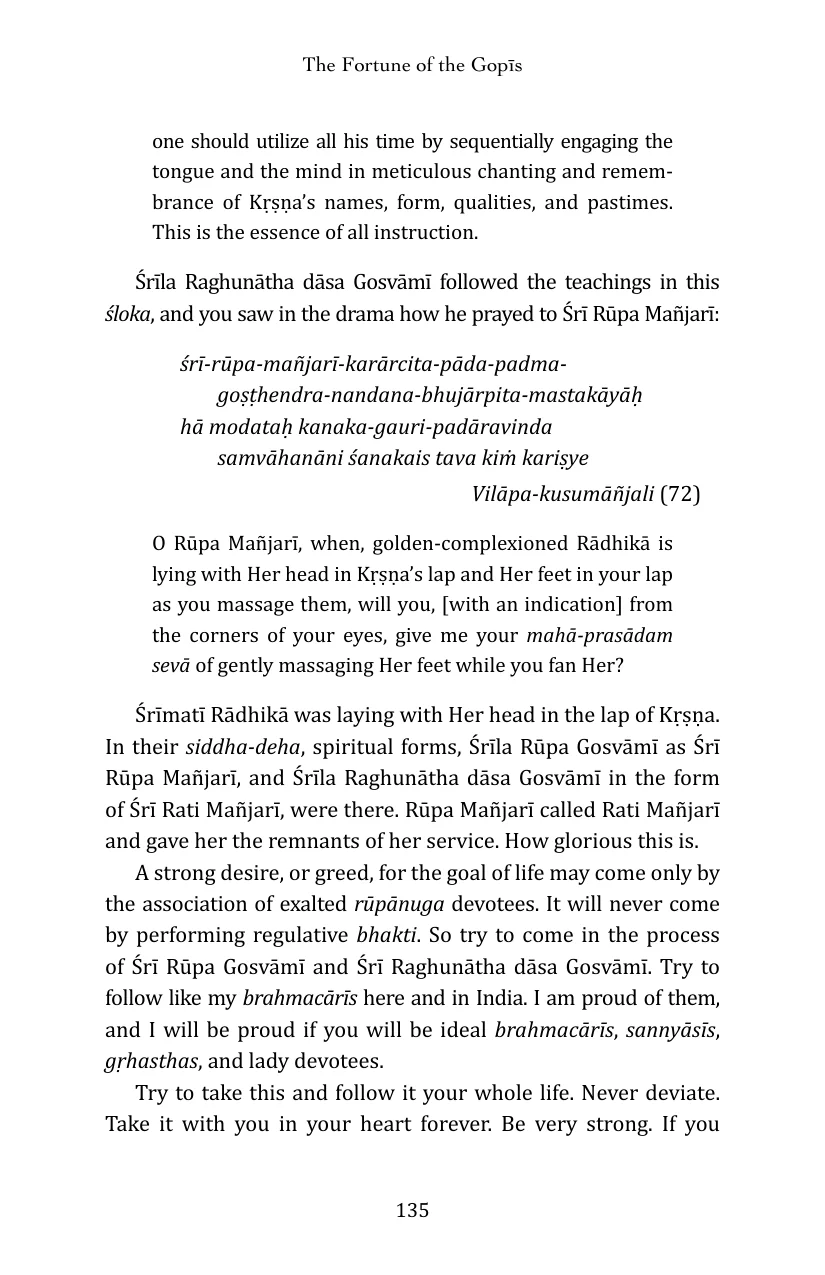 The Fortune of the Gopīs
one should utilize all his time by sequentially engaging the
tongue and the mind in meticulous chanting and remem-
brance of Kṛṣṇa’s names, form, qualities, and pastimes.
This is the essence of all instruction.
Śrīla Raghunātha dāsa Gosvāmī followed the teachings in this
śloka, and you saw in the drama how he prayed to Śrī Rūpa Mañjarī:
śrī-rūpa-mañjarī-karārcita-pāda-padma-
goṣṭhendra-nandana-bhujārpita-mastakāyāḥ
hā modataḥ kanaka-gauri-padāravinda
samvāhanāni śanakais tava kiṁ kariṣye
Vilāpa-kusumāñjali (72)
O Rūpa Mañjarī, when, golden-complexioned Rādhikā is
lying with Her head in Kṛṣṇa’s lap and Her feet in your lap
as you massage them, will you, [with an indication] from
the corners of your eyes, give me your mahā-prasādam
sevā of gently massaging Her feet while you fan Her?
Śrīmatī Rādhikā was laying with Her head in the lap of Kṛṣṇa.
In their siddha-deha, spiritual forms, Śrīla Rūpa Gosvāmī as Śrī
Rūpa Mañjarī, and Śrīla Raghunātha dāsa Gosvāmī in the form
of Śrī Rati Mañjarī, were there. Rūpa Mañjarī called Rati Mañjarī
and gave her the remnants of her service. How glorious this is.
A strong desire, or greed, for the goal of life may come only by
the association of exalted rūpānuga devotees. It will never come
by performing regulative bhakti. So try to come in the process
of Śrī Rūpa Gosvāmī and Śrī Raghunātha dāsa Gosvāmī. Try to
follow like my brahmacārīs here and in India. I am proud of them,
and I will be proud if you will be ideal brahmacārīs, sannyāsīs,
gṛhasthas, and lady devotees.
Try to take this and follow it your whole life. Never deviate.
Take it with you in your heart forever. Be very strong. If you
135